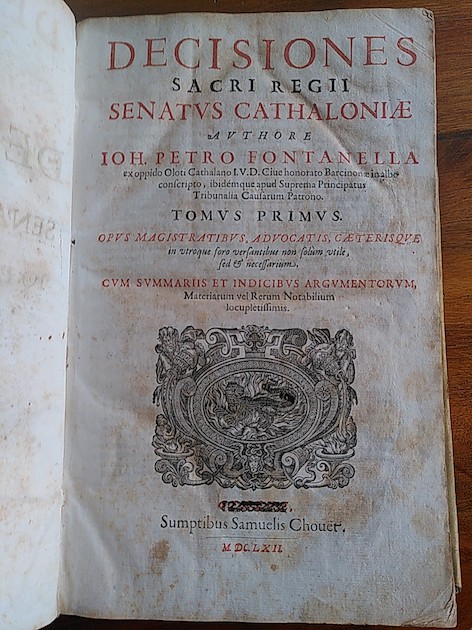 DECISIONES
SACRI REGII
SENATVS CATHALONIÆ
AVTHORE
IOH. PETRO FONTANELLA
ex oppido Oloti Cathalano I.V.D. Ciue honorato Barcinonæ in albo
conscripto, ibidémque apud Suprema Principatus
Tribunalia Causarum Patrono.
TOMVS PRIMVS.
OPVS MAGISTRATIBVS, ADVOCATIS, CÆTERISQVE
in vtroque foro versantibus non solùm vtile,
sed & necessarium.
CVM SVMMARIIS ET INDICIBVS ARGVMENTORVM,
Materiarum vel Rerum Notabilium
locupletissimis.
Sumptibus Samuelis Chouët.
M.DC.LXII.